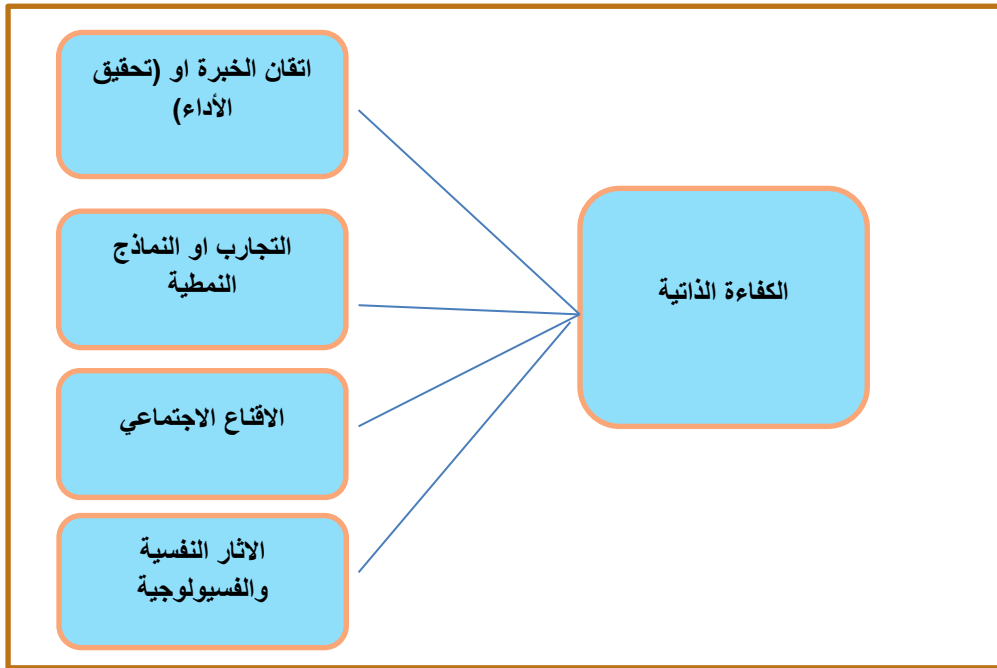 اتقان الخبرة او (تحقيق
الأداء)
التجارب او النماذج
النمطية
الكفاءة الذاتية
الاقناع الاجتماعي
الاثار النفسية
والفسيولوجية